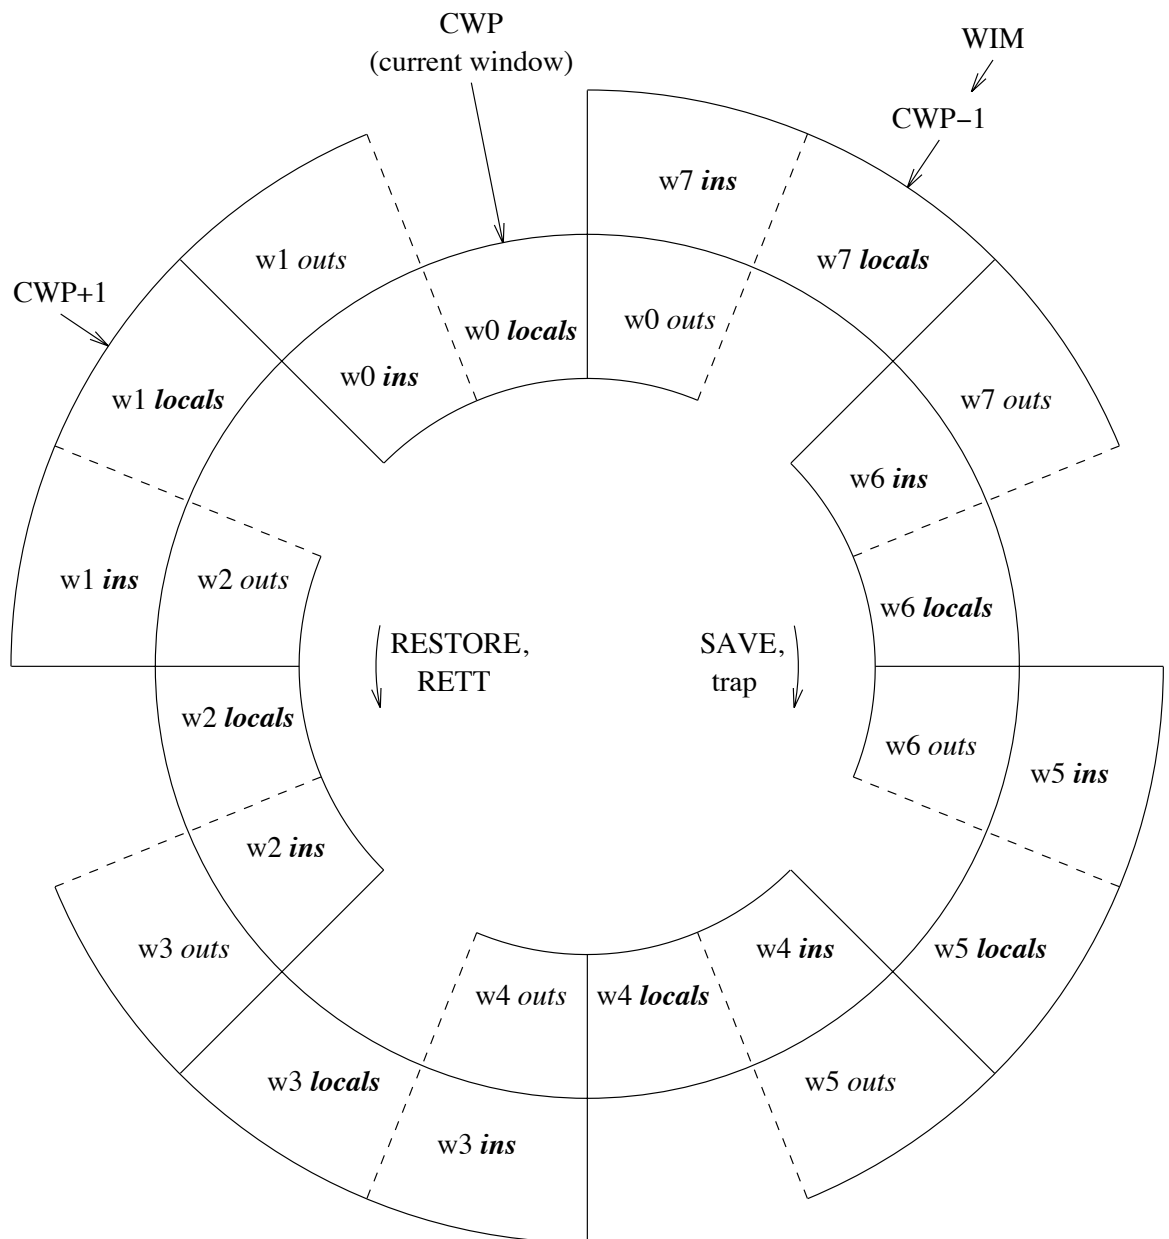 CWP
(current window)
WIM
CWP−1
w7 ins
w1 outs
w7 locals
CWP+1
w0 locals
w0 outs
w0 ins
w1 locals
w7 outs
w6 ins
w1 ins
w2 outs
w6 locals
RESTORE,
RETT
SAVE,
trap
w2 locals
w6 outs
w5 ins
w2 ins
w3 outs
w4 ins
w5 locals
w4 outs
w4 locals
w3 locals
w5 outs
w3 ins